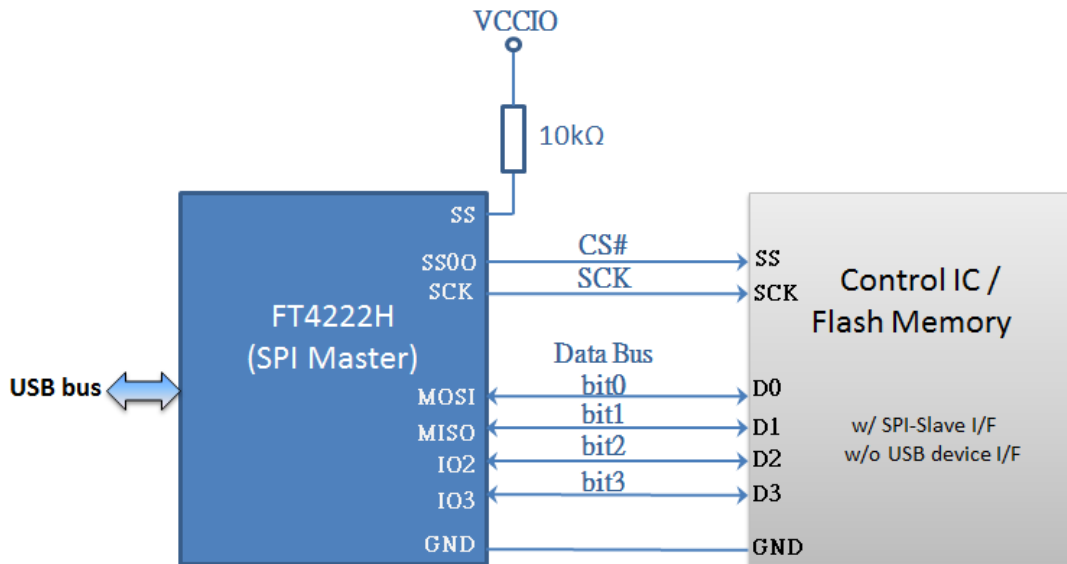 VCCIO
10kΩ
SS
SS0O
CS#
SS
SCK
SCK
SCK
FT4222H
(SPI Master)
Control IC /
Flash Memory
Data Bus
USB bus
MOSI
bit0
D0
MISO
bit1
D1
IO2
bit2
D2
IO3
bit3
D3
w/ SPI-Slave I/F
w/o USB device I/F
GND
GND